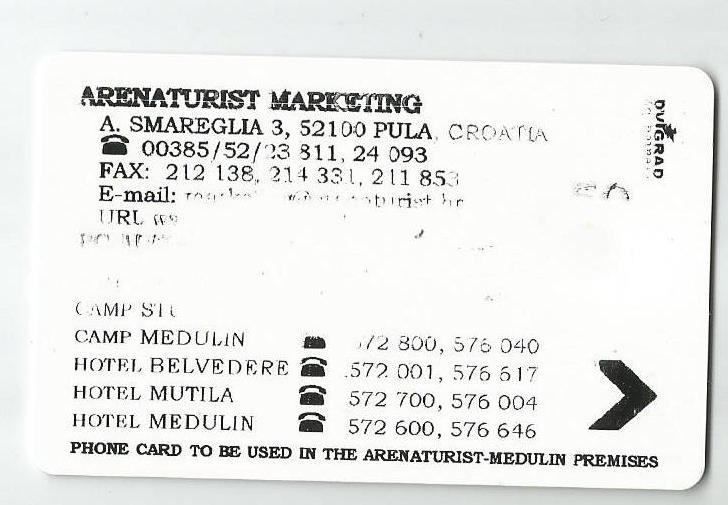 ARENATURIST MARKETING
A. SMAREGLIA 3, 52100 PULA, CROATIA
00385/52/23 811, 24 093
FAX: 212 138, 214 331, 211 853
E-mail:
URL
DVIGRAD
CAMP
CAMP MEDULIN 572 800, 576 040
HOTEL BELVEDERE 572 001, 576 617
HOTEL MUTILA 572 700, 576 004
HOTEL MEDULIN 572 600, 576 646
PHONE CARD TO BE USED IN THE ARENATURIST-MEDULIN PREMISES